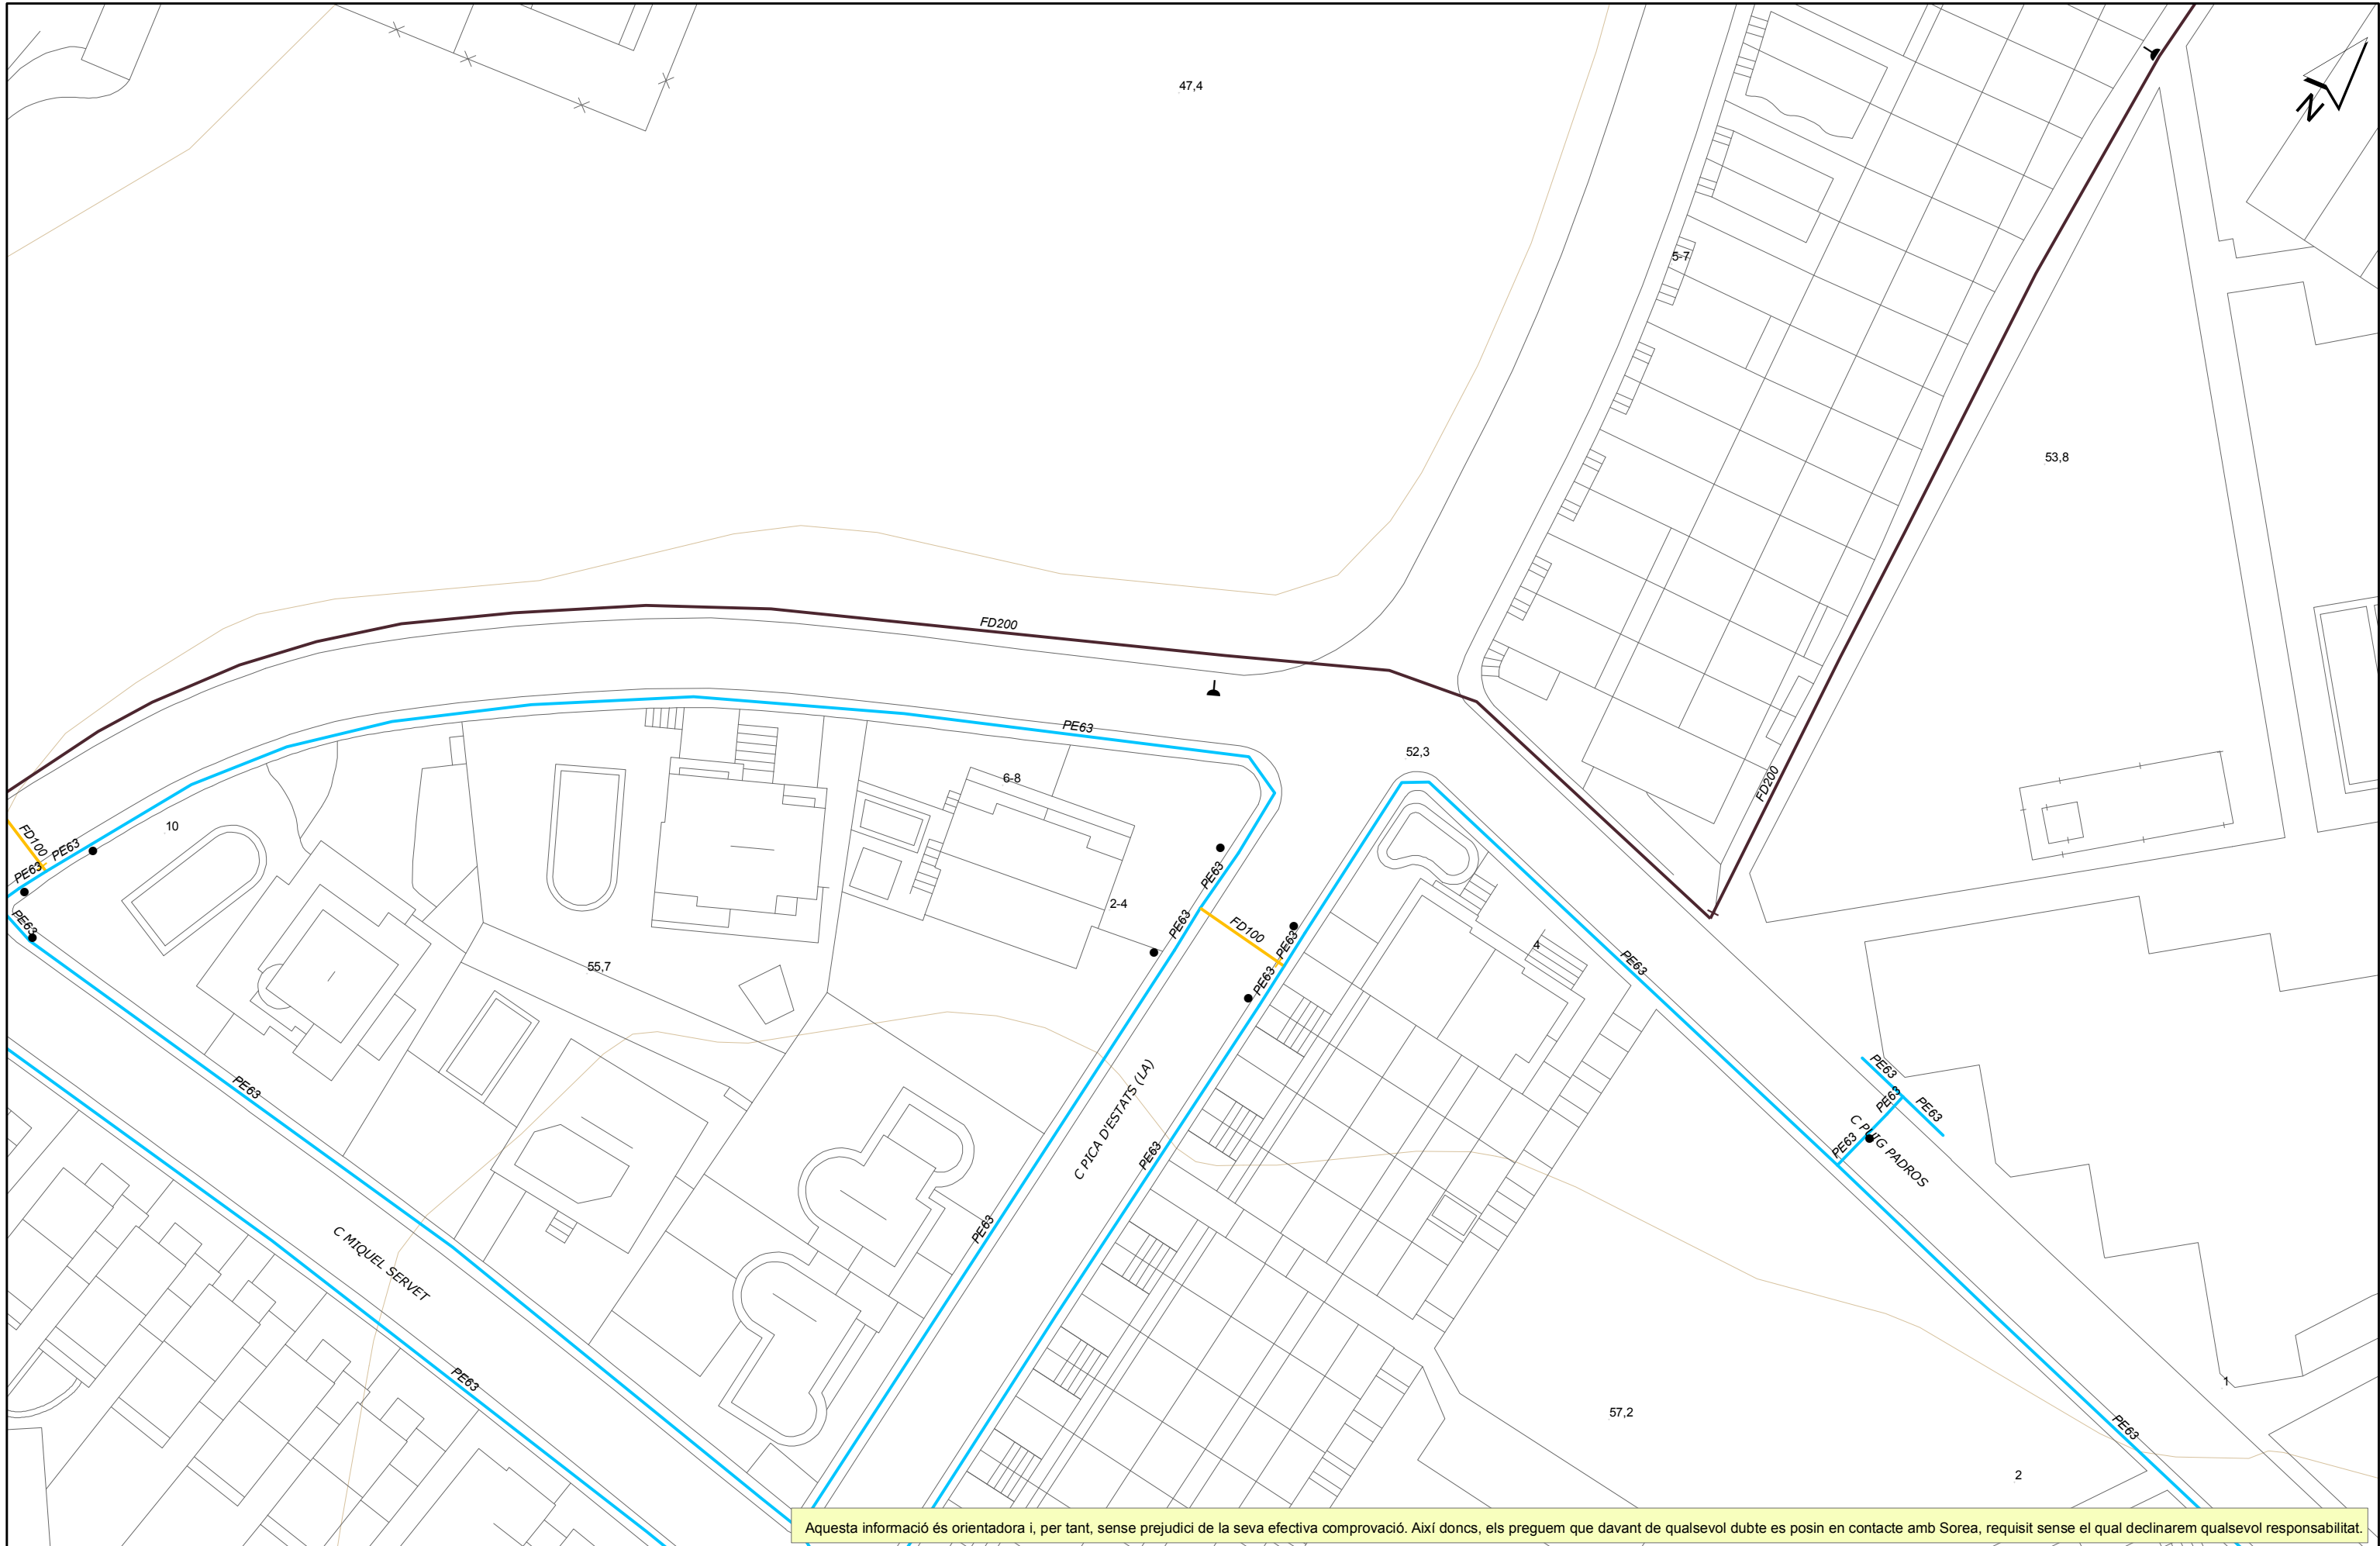 47,4
N
5-7
53,8
FD200
PE63
52,3
6-8
FD200
10
FD100
PE63
PE63
PE63
2-4
PE63
PE63
FD100
PE63
PE63
4
PE63
55,7
PE63
PE63
PE63
PE63
C PUIG PADROS
PE63
C PICA D'ESTATS (LA)
PE63
PE63
PE63
C MIQUEL SERVET
PE63
1
57,2
PE63
2
Aquesta informació és orientadora i, per tant, sense prejudici de la seva efectiva comprovació. Així doncs, els preguem que davant de qualsevol dubte es posin en contacte amb Sorea, requisit sense el qual declinarem qualsevol responsabilitat.